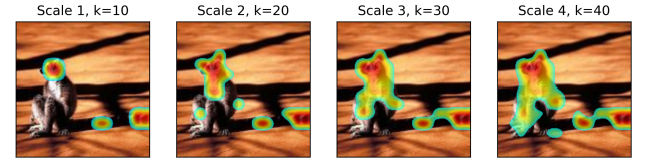 Scale 1, k=10
Scale 2, k=20
Scale 3, k=30
Scale 4, k=40